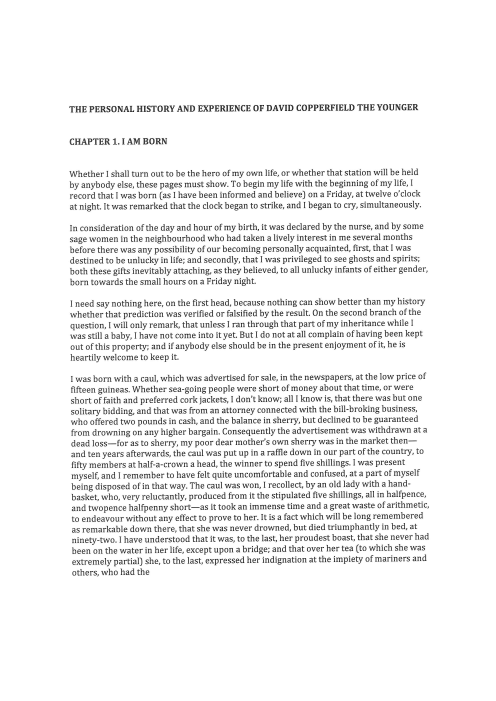 THE PERSONAL HISTORY AND EXPERIENCE OF DAVID COPPERFIELD THE YOUNGER
CHAPTER 1. I AM BORN
Whether I shall turn out to be the hero of my own life, or whether that station will be held
by anybody else, these pages must show. To begin my life with the beginning of my life, I
record that I was born (as I have been informed and believe) on a Friday, at twelve o'clock
at night. It was remarked that the clock began to strike, and I began to cry, simultaneously.
In consideration of the day and hour of my birth, it was declared by the nurse, and by some
sage women in the neighbourhood who had taken a lively interest in me several months
before there was any possibility of our becoming personally acquainted, first, that I was
destined to be unlucky in life; and secondly, that I was privileged to see ghosts and spirits;
both these gifts inevitably attaching, as they believed, to all unlucky infants of either gender,
born towards the small hours on a Friday night.
I need say nothing here, on the first head, because nothing can show better than my history
whether that prediction was verified or falsified by the result. On the second branch of the
question, I will only remark, that unless I ran through that part of my inheritance while I
was still a baby, I have not come into it yet. But I do not at all complain of having been kept
out of this property; and if anybody else should be in the present enjoyment of it, he is
heartily welcome to keep it.
I was born with a caul, which was advertised for sale, in the newspapers, at the low price of
fifteen guineas. Whether sea-going people were short of money about that time, or were
short of faith and preferred cork jackets, I don't know; all I know is, that there was but one
solitary bidding, and that was from an attorney connected with the bill-broking business,
who offered two pounds in cash, and the balance in sherry, but declined to be guaranteed
from drowning on any higher bargain. Consequently the advertisement was withdrawn at a
dead loss—for as to sherry, my poor dear mother's own sherry was in the market then—
and ten years afterwards, the caul was put up in a raffle down in our part of the country, to
fifty members at half-a-crown a head, the winner to spend five shillings. I was present
myself, and I remember to have felt quite uncomfortable and confused, at a part of myself
being disposed of in that way. The caul was won, I recollect, by an old lady with a hand-
basket, who, very reluctantly, produced from it the stipulated five shillings, all in halfpence,
and twopence halfpenny short—as it took an immense time and a great waste of arithmetic,
to endeavour without any effect to prove to her. It is a fact which will be long remembered
as remarkable down there, that she was never drowned, but died triumphantly in bed, at
ninety-two. I have understood that it was, to the last, her proudest boast, that she never had
been on the water in her life, except upon a bridge; and that over her tea (to which she was
extremely partial) she, to the last, expressed her indignation at the impiety of mariners and
others, who had the